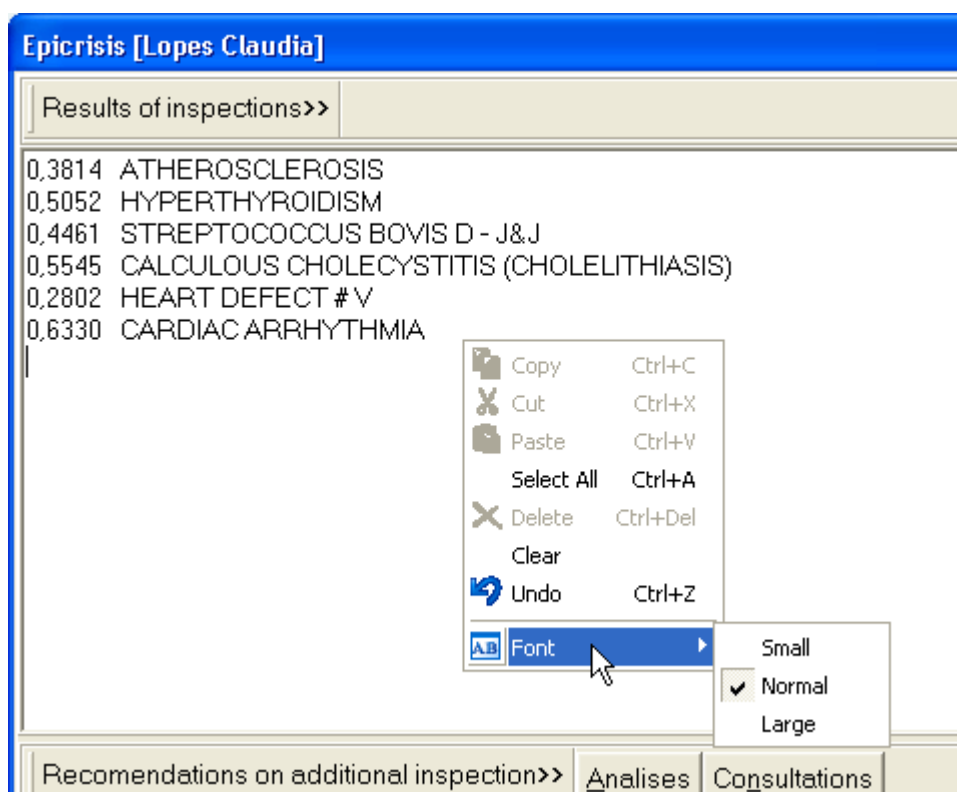 Epicrisis [Lopes Claudia]
Results of inspections>>
0,3814 ATHEROSCLEROSIS
0,5052 HYPERTHYROIDISM
0,4461 STREPTOCOCCUS BOVIS D - J&J
0,5545 CALCULOUS CHOLECYSTITIS (CHOLELITHIASIS)
0,2802 HEART DEFECT # V
0,6330 CARDIAC ARRHYTHMIA
Copy Ctrl+C
Cut Ctrl+X
Paste Ctrl+V
Select All Ctrl+A
Delete Ctrl+Del
Clear
Undo Ctrl+Z
AB Font
Small
Normal
Large
Recomendations on additional inspection>> Analises Consultations